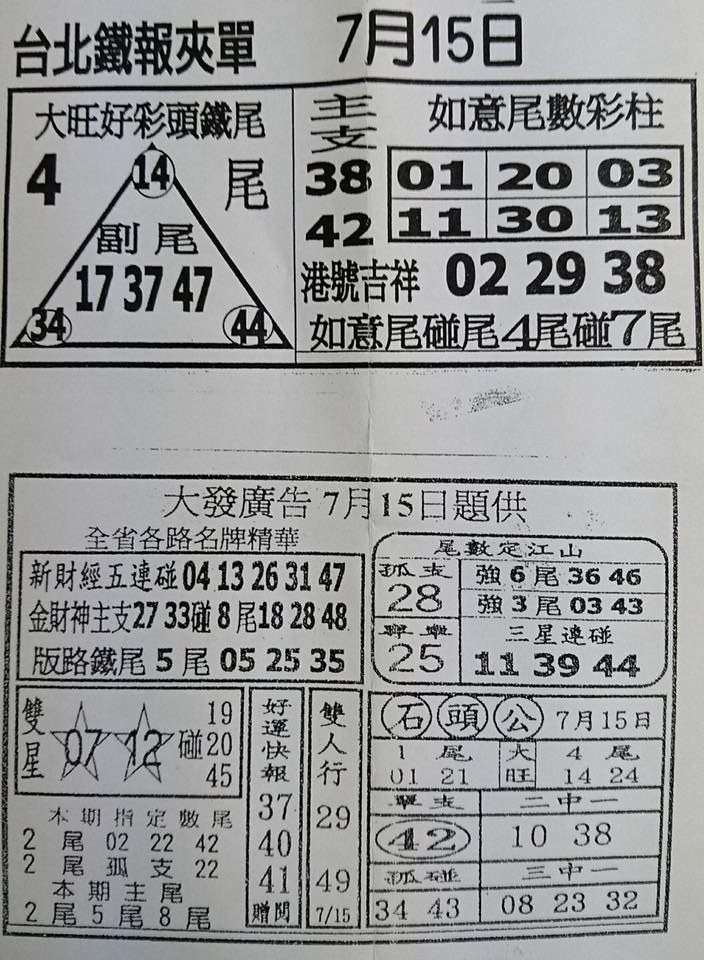 台北鐵報夾單 7月15日
大旺好彩頭鐵尾
4 14 尾
副尾
17 37 47
34 44
主支
38
42
如意尾數彩柱
01 20 03
11 30 13
港號吉祥 02 29 38
如意尾碰尾4尾碰7尾
大發廣告7月15日題供
全省各路名牌精華
新財經五連碰 04 13 26 31 47
金財神主支27 33碰8尾18 28 48
版路鐵尾 5尾 05 25 35
尾數定江山
孤支
28
25
強6尾 36 46
強3尾 03 43
三星連碰
11 39 44
雙星 07 12 碰 19 20 45
本期指定數尾
2尾 02 22 42
2尾孤支 22
本期主尾
2尾5尾8尾
好運快報
37
40
41
贈閱
雙人行
29
49
7/15
石頭公 7月15日
1尾 大旺 4尾
01 21 14 24
單支 二中一
42 10 38
孤碰 三中一
34 43 08 23 32